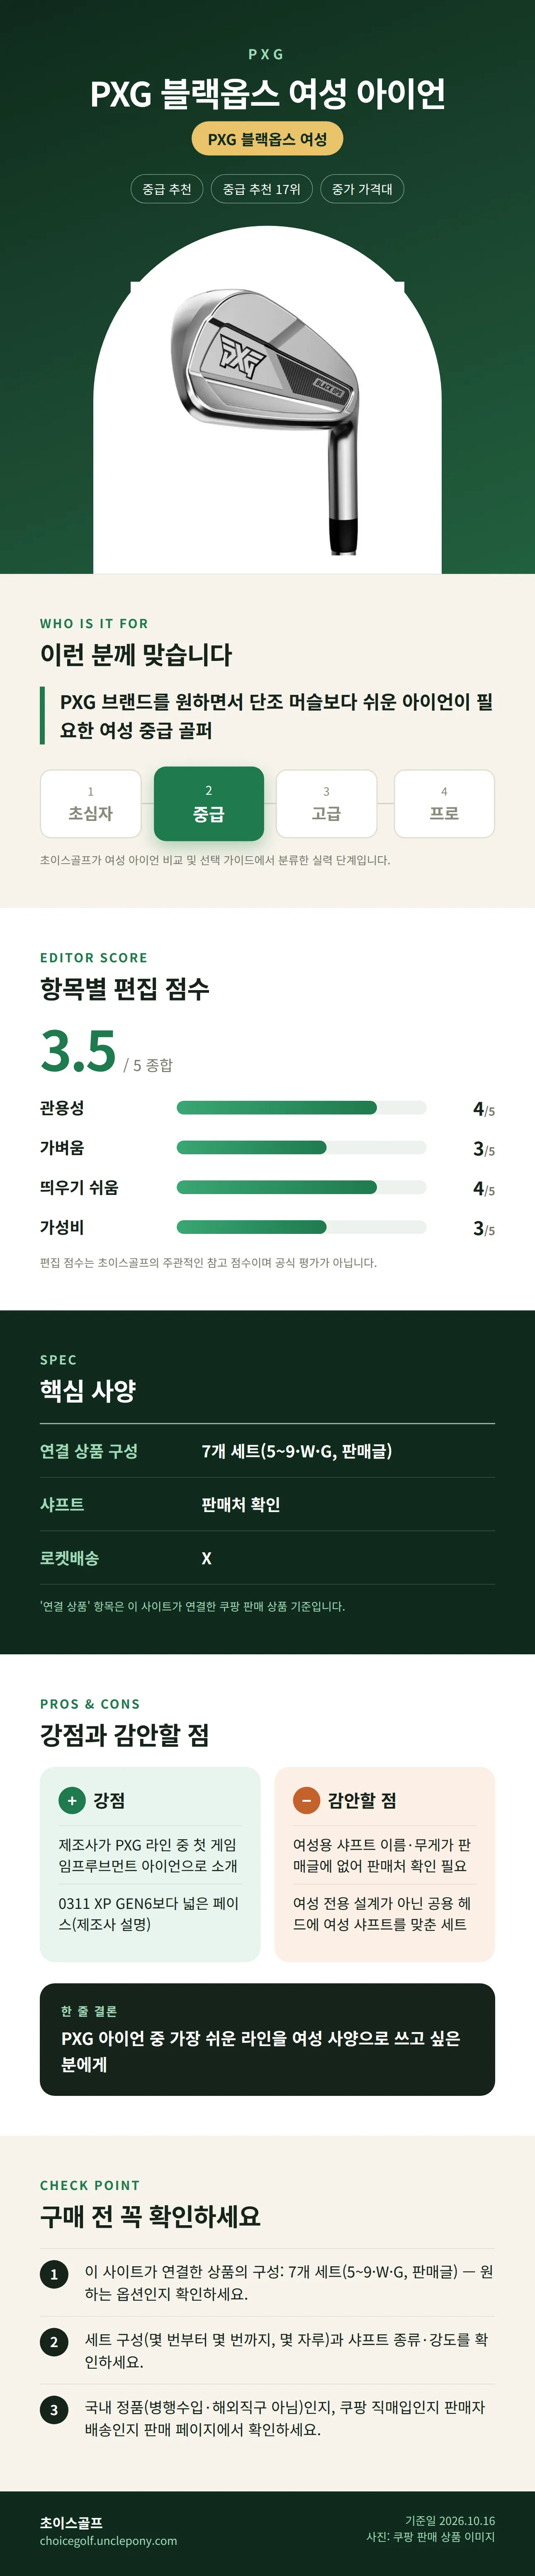 PXG
PXG 블랙옵스 여성 아이언
PXG 블랙옵스 여성
중급 추천
중급 추천 17위
중가 가격대
PXG
BLACK OPS
WHO IS IT FOR
이런 분께 맞습니다
PXG 브랜드를 원하면서 단조 머슬보다 쉬운 아이언이 필
요한 여성 중급 골퍼
1
초심자
2
중급
3
고급
4
프로
초이스골프가 여성 아이언 비교 및 선택 가이드에서 분류한 실력 단계입니다.
EDITOR SCORE
항목별 편집 점수
3.5 / 5 종합
관용성 4/5
가벼움 3/5
띄우기 쉬움 4/5
가성비 3/5
편집 점수는 초이스골프의 주관적인 참고 점수이며 공식 평가가 아닙니다.
SPEC
핵심 사양
연결 상품 구성 7개 세트(5~9·W·G, 판매글)
샤프트 판매처 확인
로켓배송 X
'연결 상품' 항목은 이 사이트가 연결한 쿠팡 판매 상품 기준입니다.
PROS & CONS
강점과 감안할 점
+ 강점
제조사가 PXG 라인 중 첫 게임
임프루브먼트 아이언으로 소개
0311 XP GEN6보다 넓은 페이
스(제조사 설명)
− 감안할 점
여성용 샤프트 이름·무게가 판
매글에 없어 판매처 확인 필요
여성 전용 설계가 아닌 공용 헤
드에 여성 샤프트를 맞춘 세트
한 줄 결론
PXG 아이언 중 가장 쉬운 라인을 여성 사양으로 쓰고 싶은
분에게
CHECK POINT
구매 전 꼭 확인하세요
1 이 사이트가 연결한 상품의 구성: 7개 세트(5~9·W·G, 판매글) — 원
하는 옵션인지 확인하세요.
2 세트 구성(몇 번부터 몇 번까지, 몇 자루)과 샤프트 종류·강도를 확
인하세요.
3 국내 정품(병행수입·해외직구 아님)인지, 쿠팡 직매입인지 판매자
배송인지 판매 페이지에서 확인하세요.
초이스골프
choicegolf.unclepony.com
기준일 2026.10.16
사진: 쿠팡 판매 상품 이미지